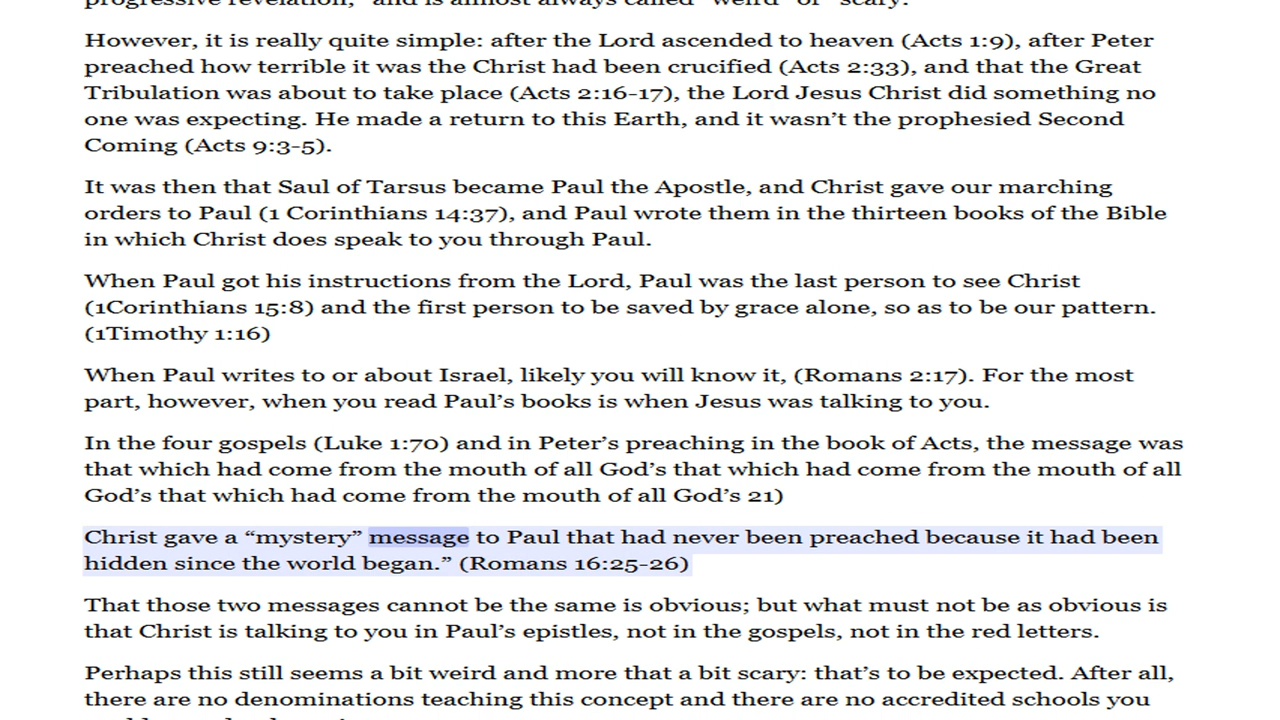 progressive revelation,” and is almost always called “weird” or “scary.”
However, it is really quite simple: after the Lord ascended to heaven (Acts 1:9), after Peter
preached how terrible it was the Christ had been crucified (Acts 2:33), and that the Great
Tribulation was about to take place (Acts 2:16-17), the Lord Jesus Christ did something no
one was expecting. He made a return to this Earth, and it wasn’t the prophesied Second
Coming (Acts 9:3-5).
It was then that Saul of Tarsus became Paul the Apostle, and Christ gave our marching
orders to Paul (1 Corinthians 14:37), and Paul wrote them in the thirteen books of the Bible
in which Christ does speak to you through Paul.
When Paul got his instructions from the Lord, Paul was the last person to see Christ
(1Corinthians 15:8) and the first person to be saved by grace alone, so as to be our pattern.
(1Timothy 1:16)
When Paul writes to or about Israel, likely you will know it, (Romans 2:17). For the most
part, however, when you read Paul’s books is when Jesus was talking to you.
In the four gospels (Luke 1:70) and in Peter’s preaching in the book of Acts, the message was
that which had come from the mouth of all God’s that which had come from the mouth of all
God’s that which had come from the mouth of all God’s 21)
Christ gave a “mystery” message to Paul that had never been preached because it had been
hidden since the world began.” (Romans 16:25-26)
That those two messages cannot be the same is obvious; but what must not be as obvious is
that Christ is talking to you in Paul’s epistles, not in the gospels, not in the red letters.
Perhaps this still seems a bit weird and more that a bit scary: that’s to be expected. After all,
there are no denominations teaching this concept and there are no accredited schools you